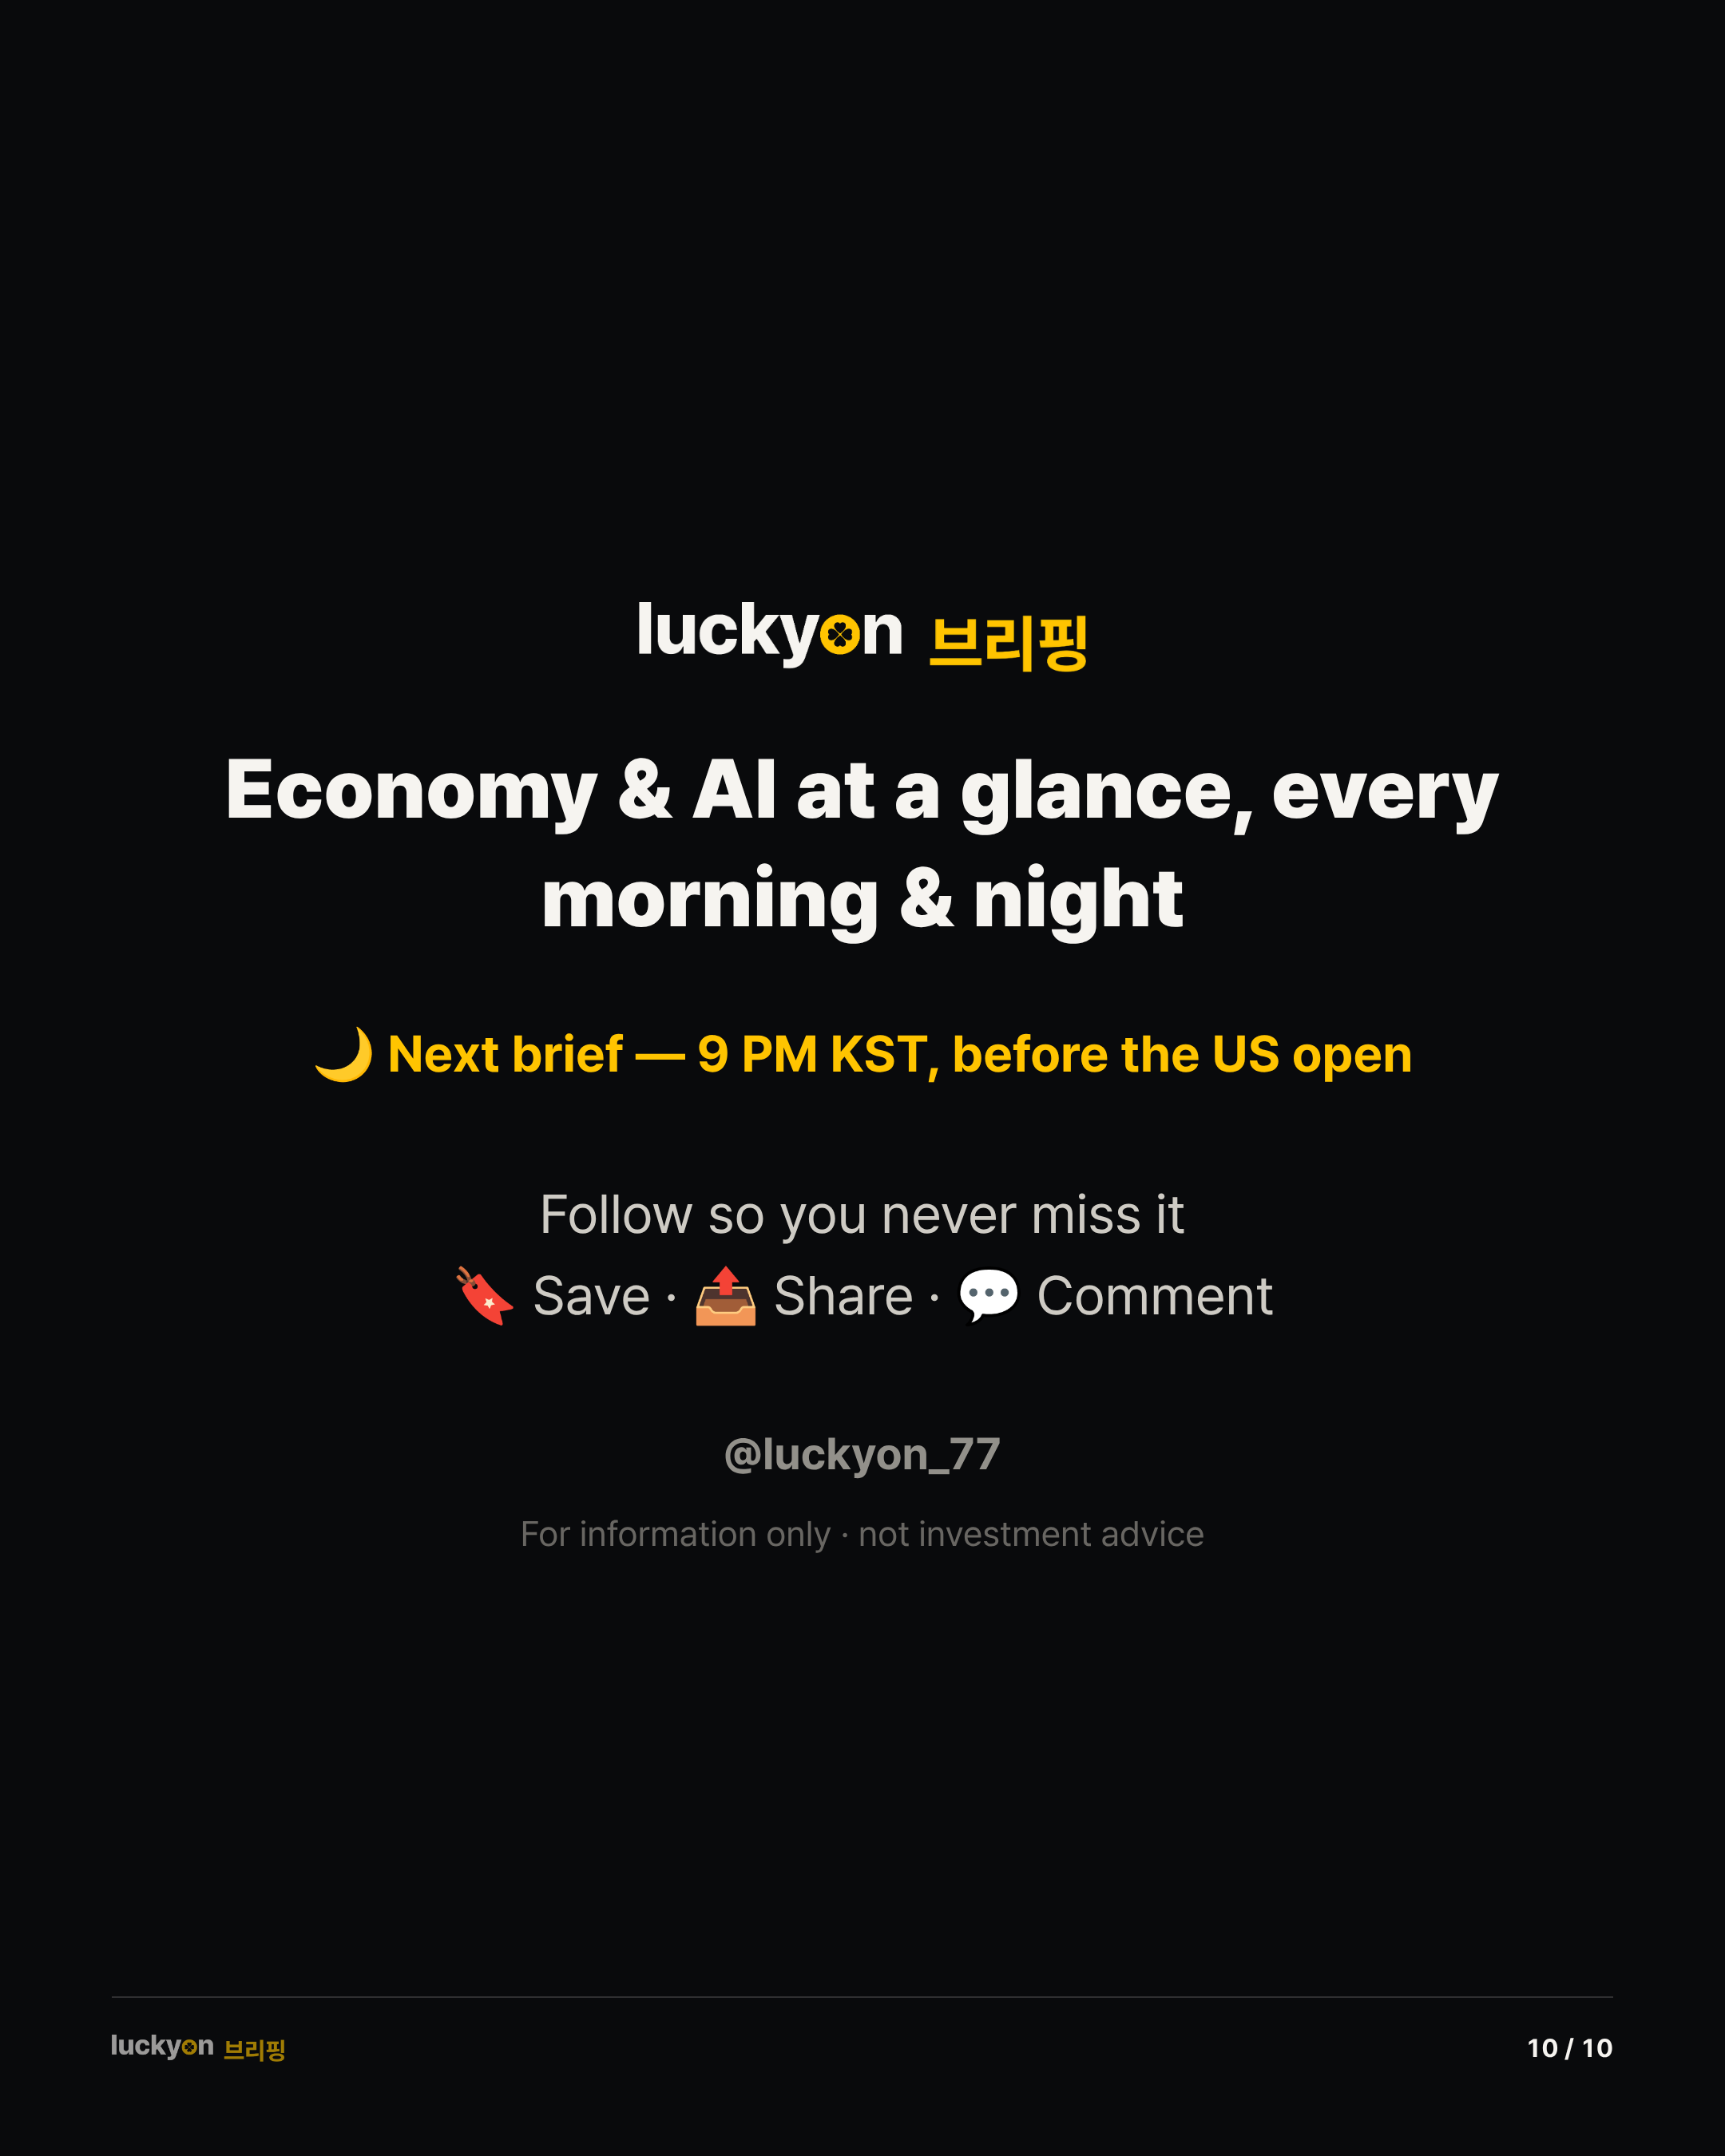 luckyon 브리핑
Economy & AI at a glance, every
morning & night
🌙 Next brief — 9 PM KST, before the US open
Follow so you never miss it
🔖 Save · 📤 Share · 💬 Comment
@luckyon_77
For information only · not investment advice
luckyon 브리핑
10 / 10